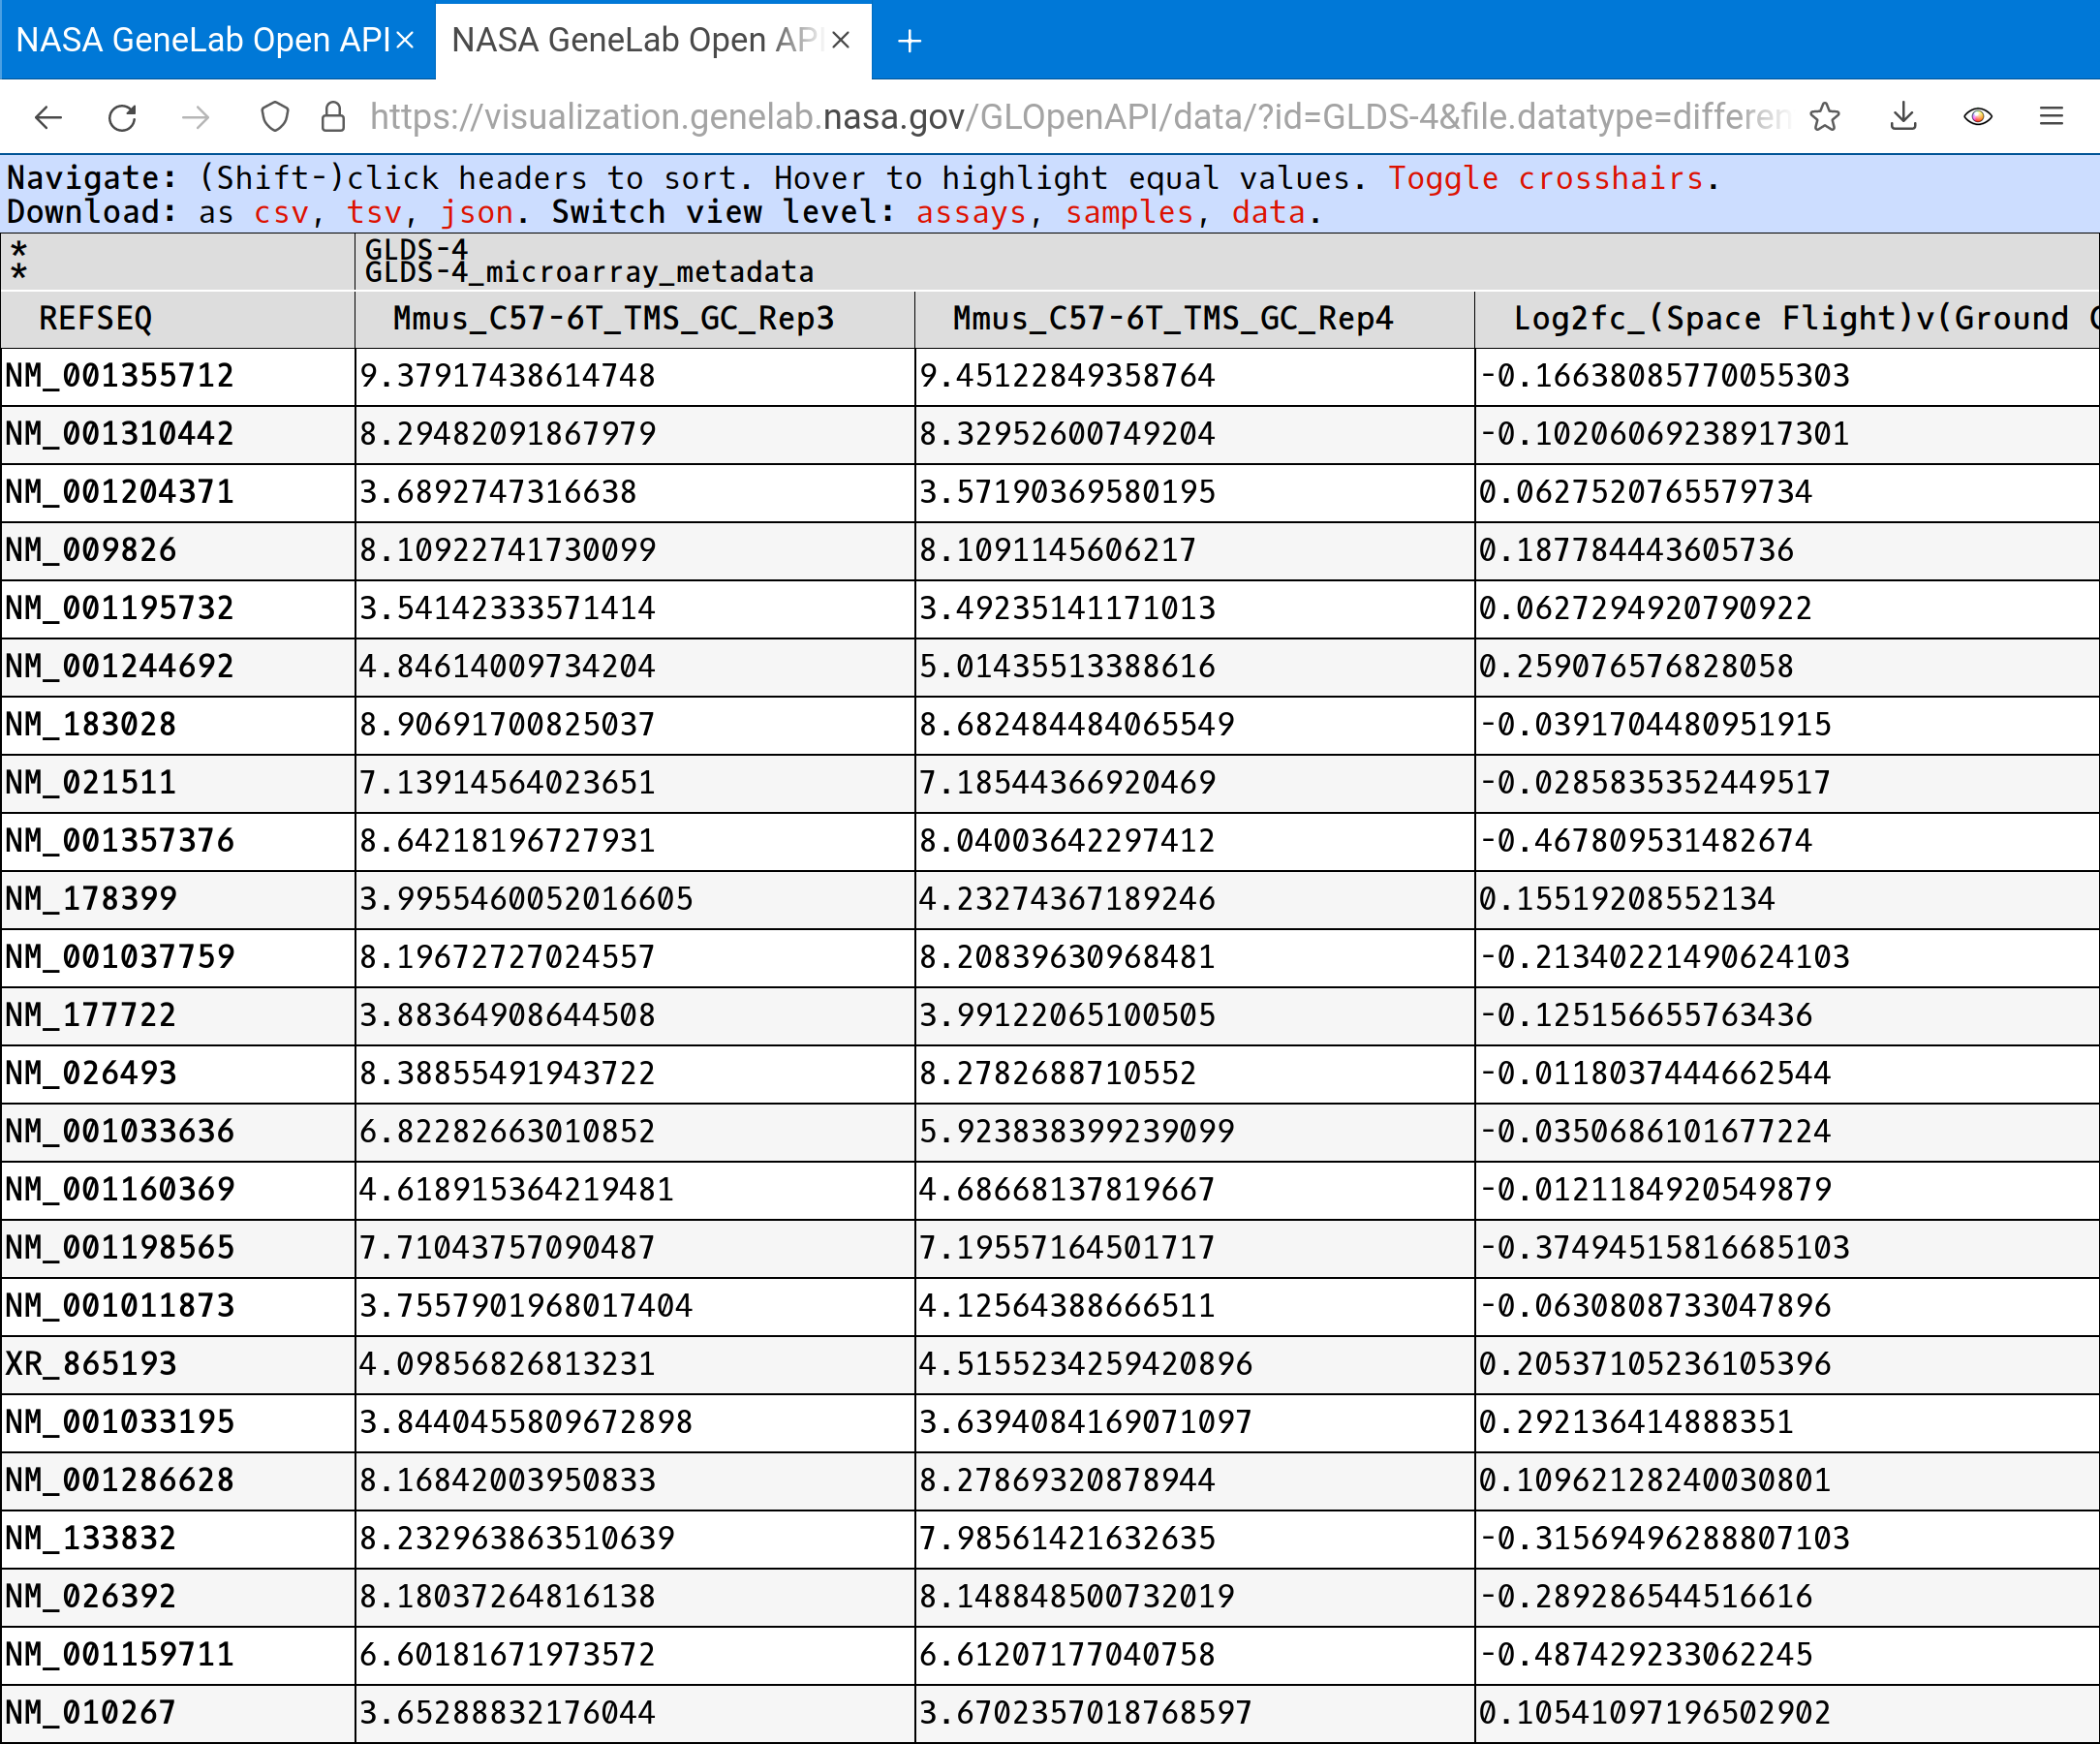 NASA GeneLab Open API × NASA GeneLab Open API × +
https://visualization.genelab.nasa.gov/GLOpenAPI/data/?id=GLDS-4&file.datatype=differen
Navigate: (Shift-)click headers to sort. Hover to highlight equal values. Toggle crosshairs.
Download: as csv, tsv, json. Switch view level: assays, samples, data.
* GLDS-4
* GLDS-4_microarray_metadata
REFSEQ Mmus_C57-6T_TMS_GC_Rep3 Mmus_C57-6T_TMS_GC_Rep4 Log2fc_(Space Flight)v(Ground
NM_001355712 9.37917438614748 9.45122849358764 -0.16638085770055303
NM_001310442 8.29482091867979 8.32952600749204 -0.10206069238917301
NM_001204371 3.6892747316638 3.57190369580195 0.0627520765579734
NM_009826 8.10922741730099 8.1091145606217 0.187784443605736
NM_001195732 3.54142333571414 3.49235141171013 0.0627294920790922
NM_001244692 4.84614009734204 5.01435513388616 0.259076576828058
NM_183028 8.90691700825037 8.682484484065549 -0.0391704480951915
NM_021511 7.13914564023651 7.18544366920469 -0.0285835352449517
NM_001357376 8.64218196727931 8.04003642297412 -0.467809531482674
NM_178399 3.9955460052016605 4.23274367189246 0.15519208552134
NM_001037759 8.19672727024557 8.20839630968481 -0.21340221490624103
NM_177722 3.88364908644508 3.99122065100505 -0.125156655763436
NM_026493 8.38855491943722 8.2782688710552 -0.0118037444662544
NM_001033636 6.82282663010852 5.923838399239099 -0.0350686101677224
NM_001160369 4.618915364219481 4.68668137819667 -0.0121184920549879
NM_001198565 7.71043757090487 7.19557164501717 -0.37494515816685103
NM_001011873 3.7557901968017404 4.12564388666511 -0.0630808733047896
XR_865193 4.09856826813231 4.5155234259420896 0.20537105236105396
NM_001033195 3.8440455809672898 3.6394084169071097 0.292136414888351
NM_001286628 8.16842003950833 8.27869320878944 0.10962128240030801
NM_133832 8.232963863510639 7.98561421632635 -0.31569496288807103
NM_026392 8.18037264816138 8.148848500732019 -0.289286544516616
NM_001159711 6.60181671973572 6.61207177040758 -0.487429233062245
NM_010267 3.65288832176044 3.6702357018768597 0.10541097196502902